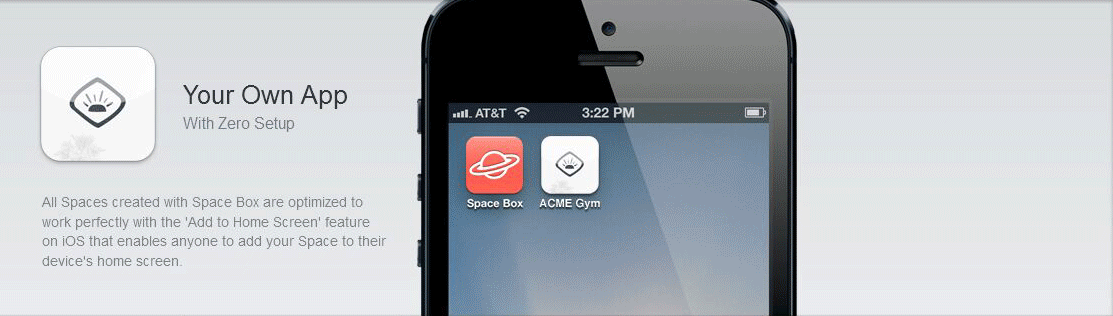 Your Own App
With Zero Setup
All Spaces created with Space Box are optimized to
work perfectly with the 'Add to Home Screen' feature
on iOS that enables anyone to add your Space to their
device's home screen.
AT&T 3:22 PM
Space Box ACME Gym